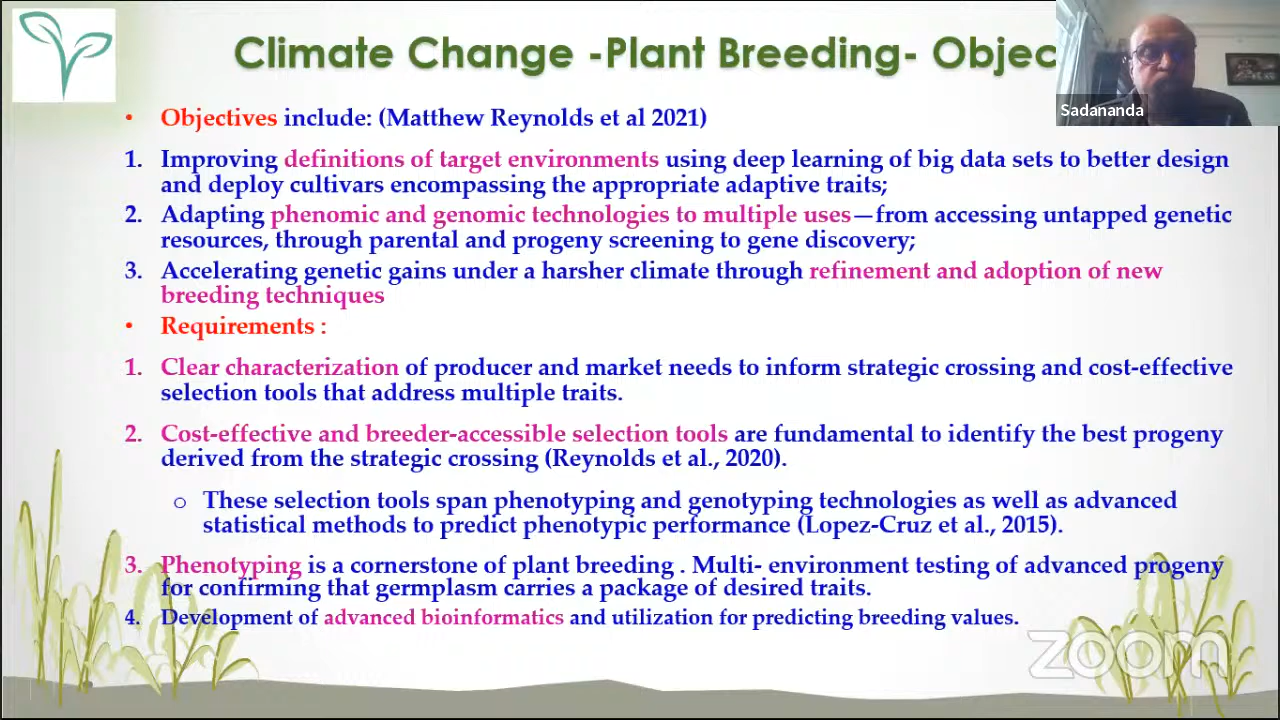 Climate Change -Plant Breeding- Objec
Sadananda
• Objectives include: (Matthew Reynolds et al 2021)
1. Improving definitions of target environments using deep learning of big data sets to better design
and deploy cultivars encompassing the appropriate adaptive traits;
2. Adapting phenomic and genomic technologies to multiple uses—from accessing untapped genetic
resources, through parental and progeny screening to gene discovery;
3. Accelerating genetic gains under a harsher climate through refinement and adoption of new
breeding techniques
• Requirements :
1. Clear characterization of producer and market needs to inform strategic crossing and cost-effective
selection tools that address multiple traits.
2. Cost-effective and breeder-accessible selection tools are fundamental to identify the best progeny
derived from the strategic crossing (Reynolds et al., 2020).
o These selection tools span phenotyping and genotyping technologies as well as advanced
statistical methods to predict phenotypic performance (Lopez-Cruz et al., 2015).
3. Phenotyping is a cornerstone of plant breeding . Multi- environment testing of advanced progeny
for confirming that germplasm carries a package of desired traits.
4. Development of advanced bioinformatics and utilization for predicting breeding values.
zoom